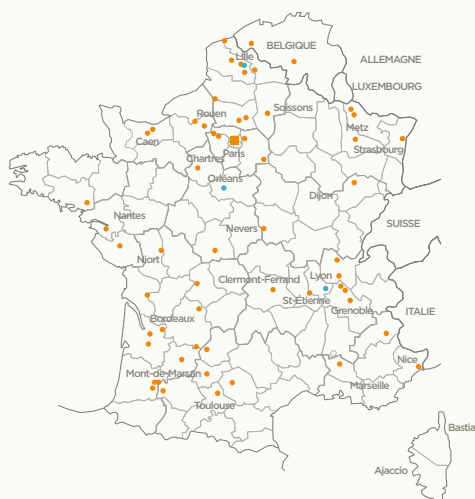 BELGIQUE
Lille
ALLEMAGNE
LUXEMBOURG
Soissons
Rouen
Metz
Caen
Strasbourg
Paris
Chartres
Orléans
Dijon
Nantes
SUISSE
Nevers
Niort
Clermont-Ferrand
Lyon
St-Etienne
Grenoble
ITALIE
Bordeaux
Nice
Mont-de-Marsan
Marseille
Toulouse
Bastia
Ajaccio